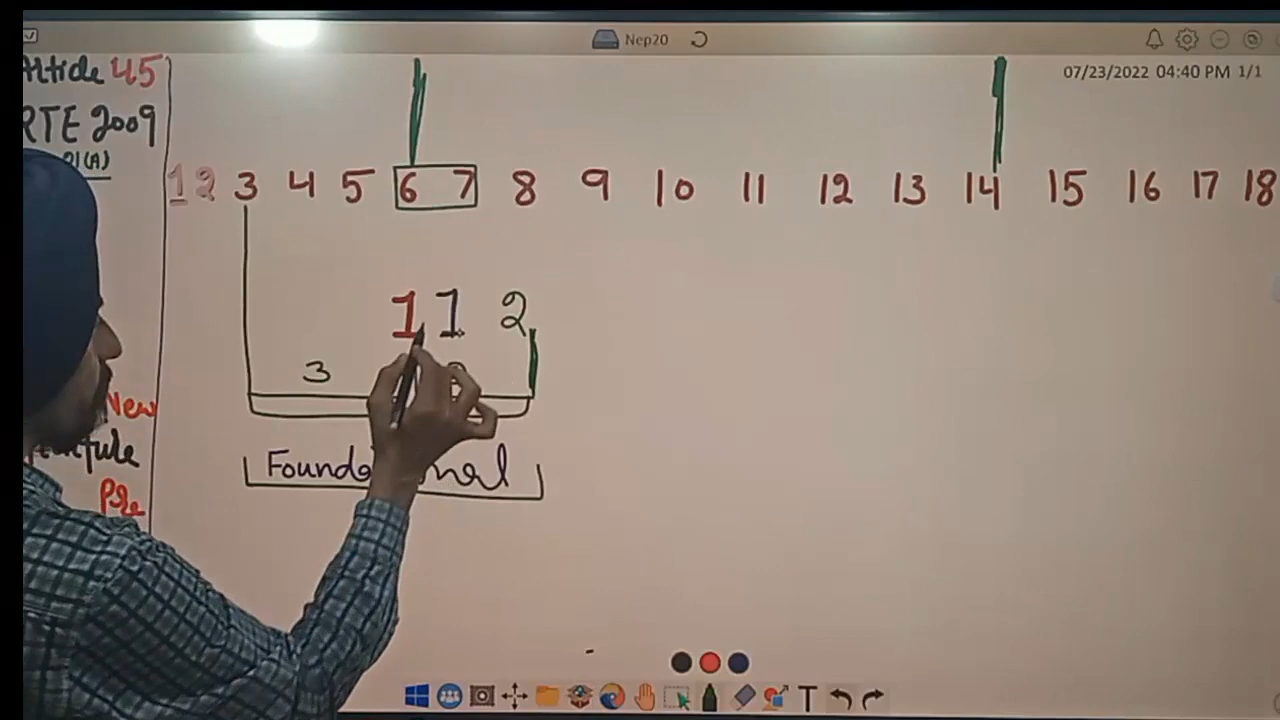 Nep20
07/23/2022 04:40 PM 1/1
Article 45
RTE 2009
1 2 3 4 5 6 7 8 9 10 11 12 13 14 15 16 17 18
1 1 2
3
New
Pre
T